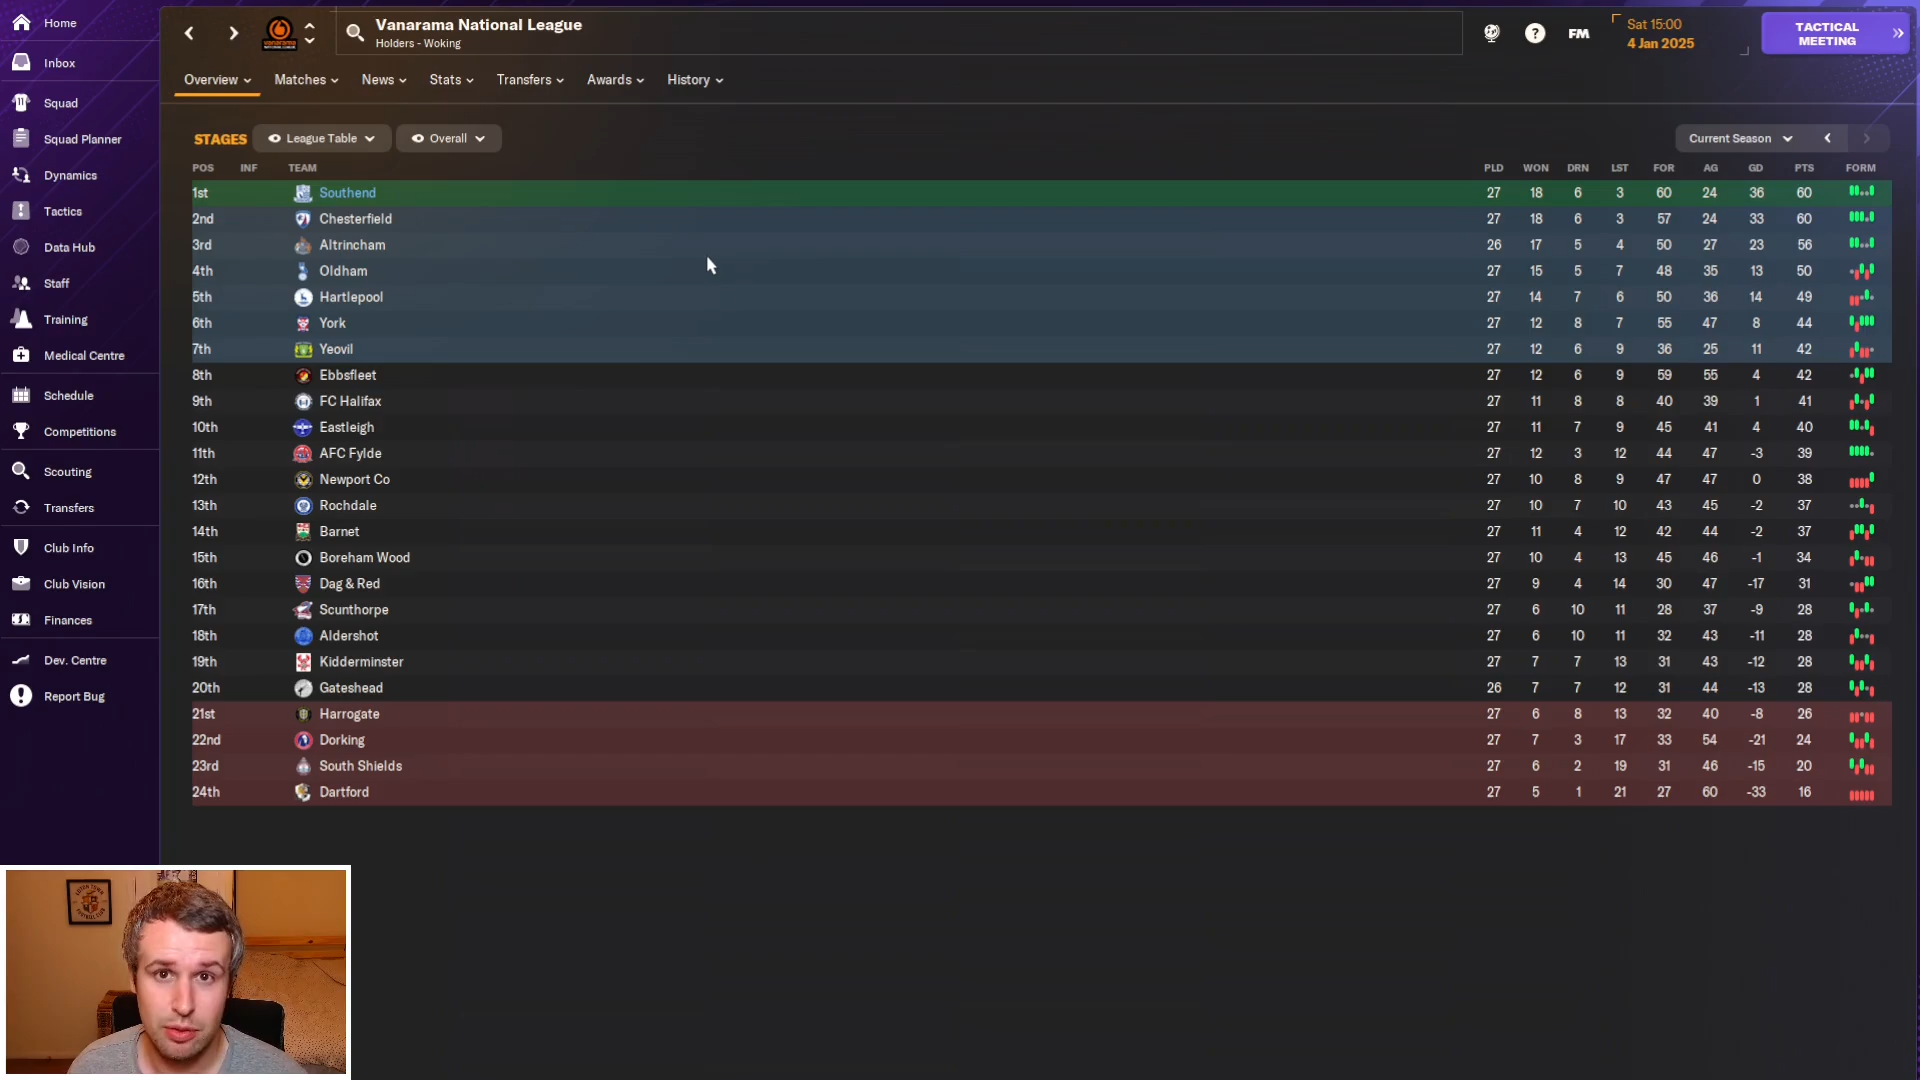 Home
Inbox
Squad
Squad Planner
Dynamics
Tactics
Data Hub
Staff
Training
Medical Centre
Schedule
Competitions
Scouting
Transfers
Club Info
Club Vision
Finances
Dev. Centre
Report Bug
Vanarama National League
Holders - Woking
FM
Sat 15:00
4 Jan 2025
TACTICAL
MEETING
Overview Matches News Stats Transfers Awards History
STAGES League Table Overall Current Season
POS INF TEAM PLD WON DRN LST FOR AG GD PTS FORM
1st Southend 27 18 6 3 60 24 36 60
2nd Chesterfield 27 18 6 3 57 24 33 60
3rd Altrincham 26 17 5 4 50 27 23 56
4th Oldham 27 15 5 7 48 35 13 50
5th Hartlepool 27 14 7 6 50 36 14 49
6th York 27 12 8 7 55 47 8 44
7th Yeovil 27 12 6 9 36 25 11 42
8th Ebbsfleet 27 12 6 9 59 55 4 42
9th FC Halifax 27 11 8 8 40 39 1 41
10th Eastleigh 27 11 7 9 45 41 4 40
11th AFC Fylde 27 12 3 12 44 47 -3 39
12th Newport Co 27 10 8 9 47 47 0 38
13th Rochdale 27 10 7 10 43 45 -2 37
14th Barnet 27 11 4 12 42 44 -2 37
15th Boreham Wood 27 10 4 13 45 46 -1 34
16th Dag & Red 27 9 4 14 30 47 -17 31
17th Scunthorpe 27 6 10 11 28 37 -9 28
18th Aldershot 27 6 10 11 32 43 -11 28
19th Kidderminster 27 7 7 13 31 43 -12 28
20th Gateshead 26 7 7 12 31 44 -13 28
21st Harrogate 27 6 8 13 32 40 -8 26
22nd Dorking 27 7 3 17 33 54 -21 24
23rd South Shields 27 6 2 19 31 46 -15 20
24th Dartford 27 5 1 21 27 60 -33 16